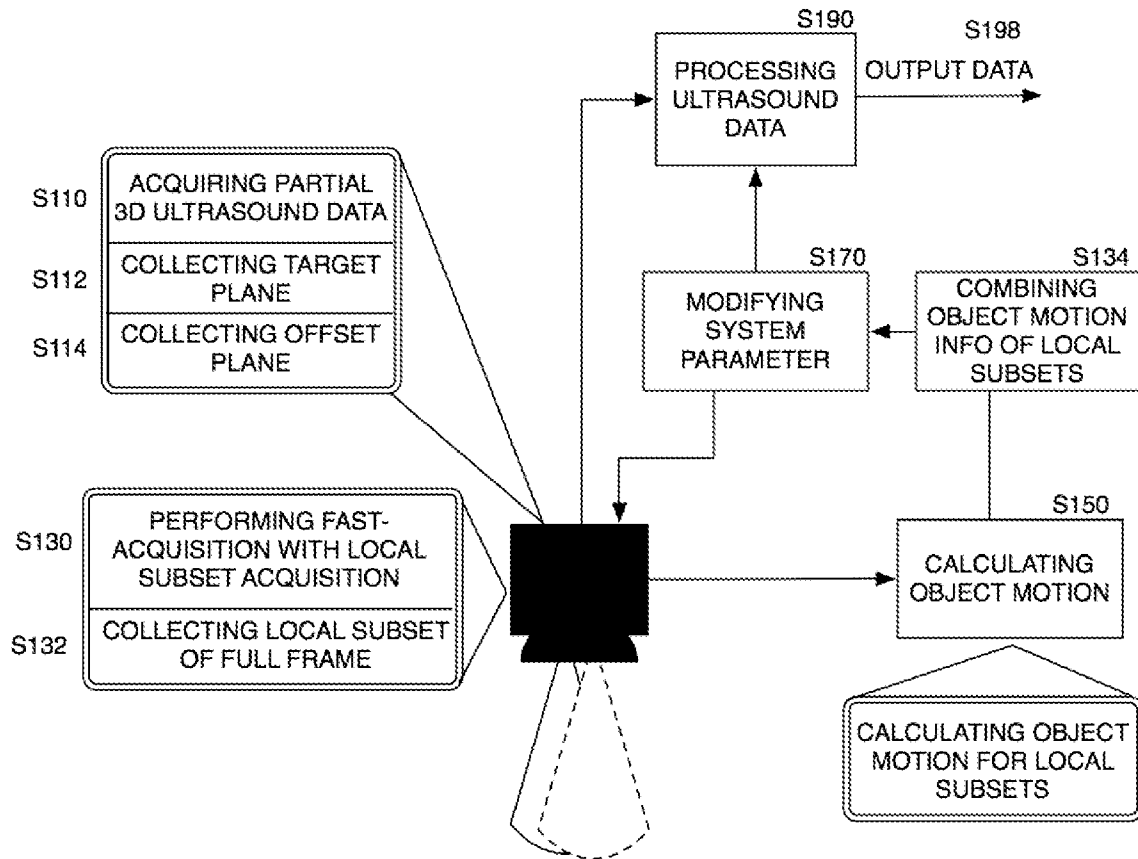 S190
S198
PROCESSING
ULTRASOUND
DATA
OUTPUT DATA
S110
ACQUIRING PARTIAL
3D ULTRASOUND DATA
S112
COLLECTING TARGET
PLANE
S114
COLLECTING OFFSET
PLANE
S170
MODIFYING
SYSTEM
PARAMETER
S134
COMBINING
OBJECT MOTION
INFO OF LOCAL
SUBSETS
S130
PERFORMING FAST-
ACQUISITION WITH LOCAL
SUBSET ACQUISITION
S132
COLLECTING LOCAL SUBSET
OF FULL FRAME
S150
CALCULATING
OBJECT MOTION
CALCULATING OBJECT
MOTION FOR LOCAL
SUBSETS